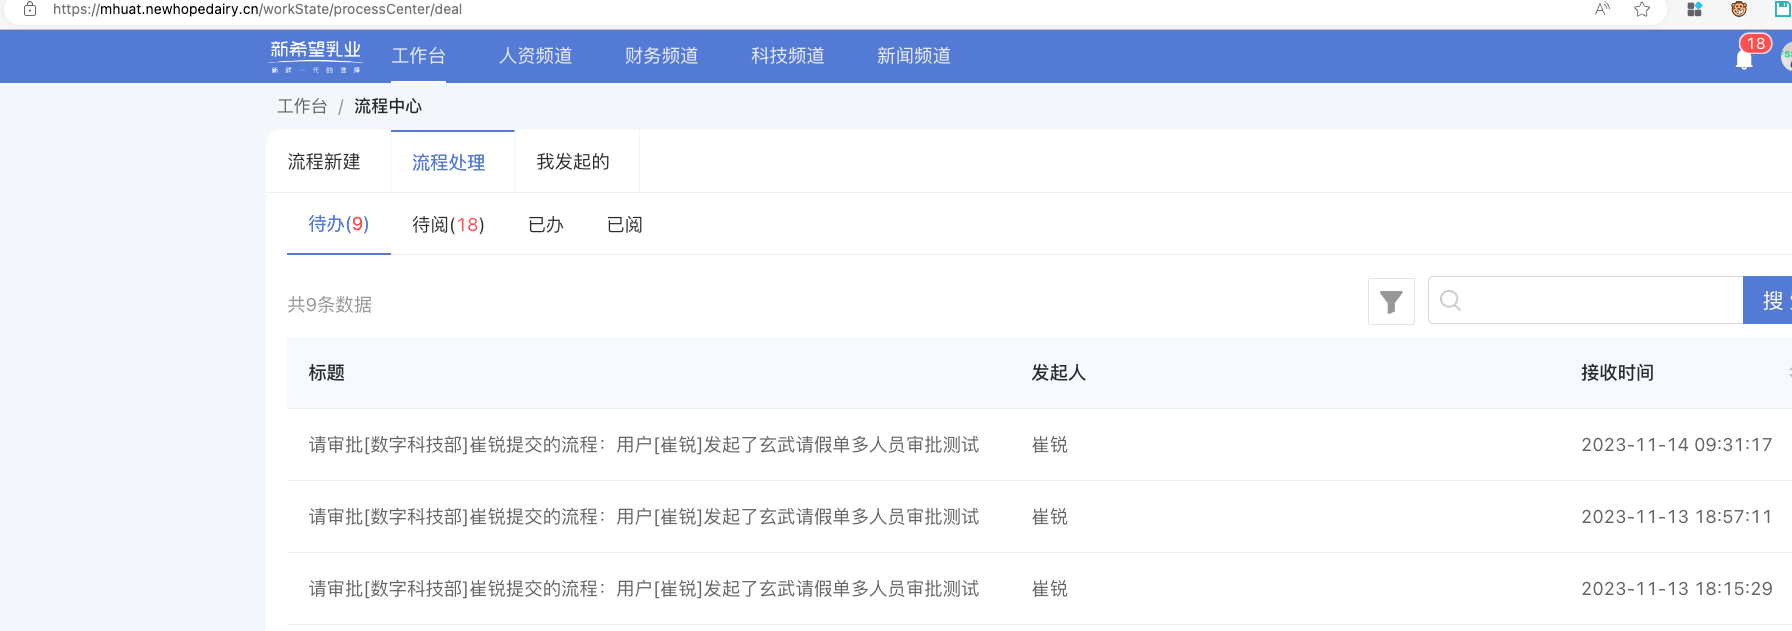 https://mhuat.newhopedairy.cn/workState/processCenter/deal
新希望乳业
新鲜一代的选择
工作台 人资频道 财务频道 科技频道 新闻频道
18
工作台 / 流程中心
流程新建 流程处理 我发起的
待办(9) 待阅(18) 已办 已阅
共9条数据
搜
标题 发起人 接收时间
请审批[数字科技部]崔锐提交的流程：用户[崔锐]发起了玄武请假单多人员审批测试 崔锐 2023-11-14 09:31:17
请审批[数字科技部]崔锐提交的流程：用户[崔锐]发起了玄武请假单多人员审批测试 崔锐 2023-11-13 18:57:11
请审批[数字科技部]崔锐提交的流程：用户[崔锐]发起了玄武请假单多人员审批测试 崔锐 2023-11-13 18:15:29